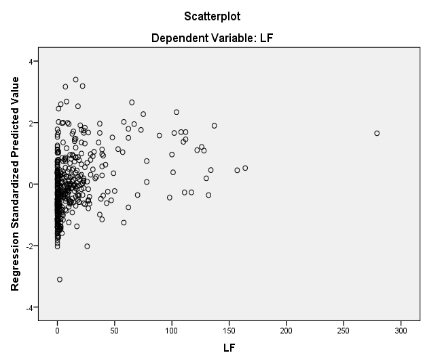 Scatterplot
Dependent Variable: LF
Regression Standardized Predicted Value
4
2
0
-2
-4
0 50 100 150 200 250 300
LF